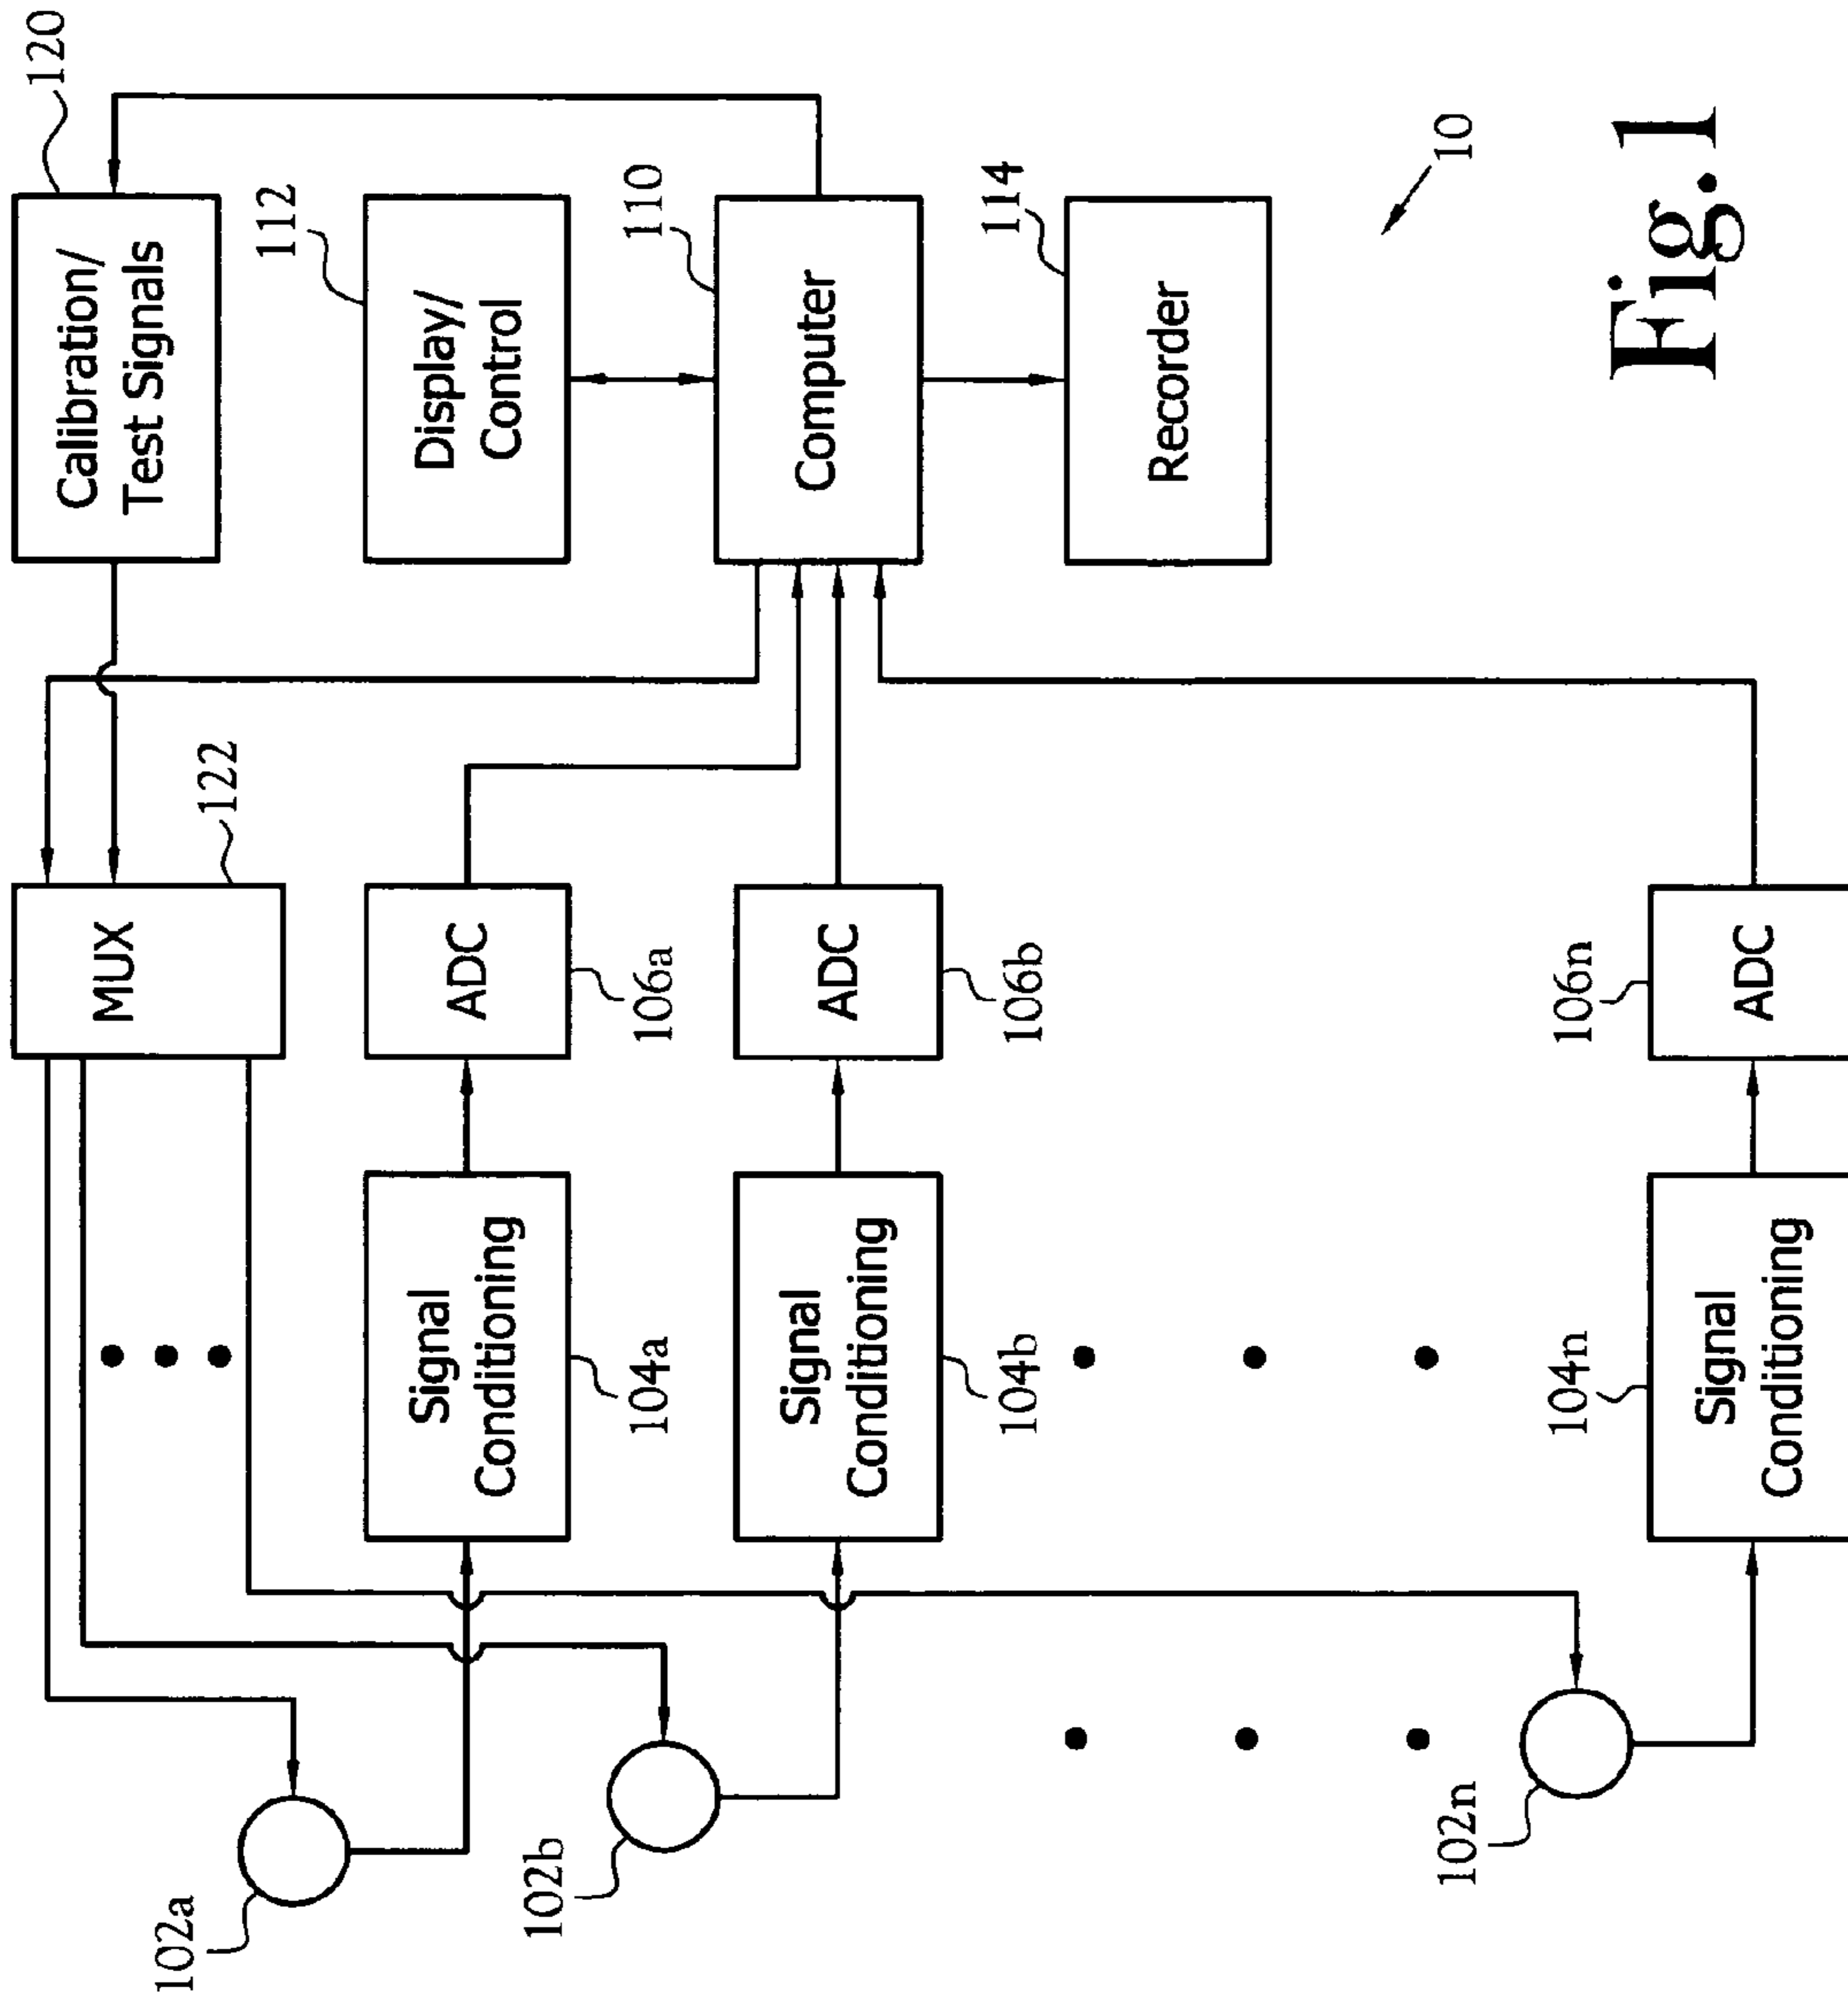 120
Calibration/
Test Signals
122
MUX
112
Display/
Control
102a
Signal
Conditioning
104a
ADC
106a
110
Computer
102b
Signal
Conditioning
104b
ADC
106b
114
Recorder
10
102n
104n
Signal
Conditioning
106n
ADC
Fig. 1